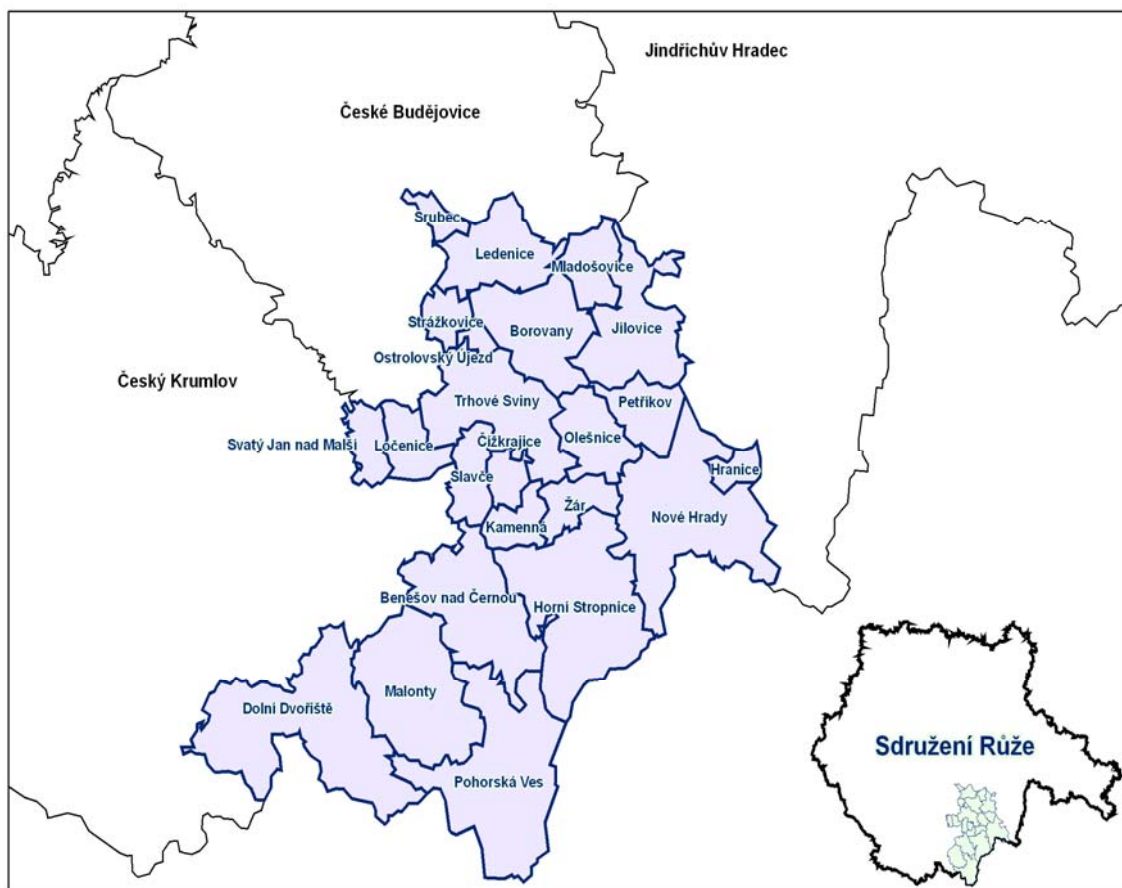 Jindřichův Hradec
České Budějovice
Srubec
Ledenice
Mladošovice
Strážkovice
Borovany
Jílovice
Ostrolovský Újezd
Český Krumlov
Trhové Sviny
Petříkov
Svatý Jan nad Malší
Ločenice
Čížkrajice
Olešnice
Slavče
Hranice
Žár
Nové Hrady
Kamenná
Benešov nad Černou
Horní Stropnice
Malonty
Dolní Dvořiště
Sdružení Růže
Pohorská Ves